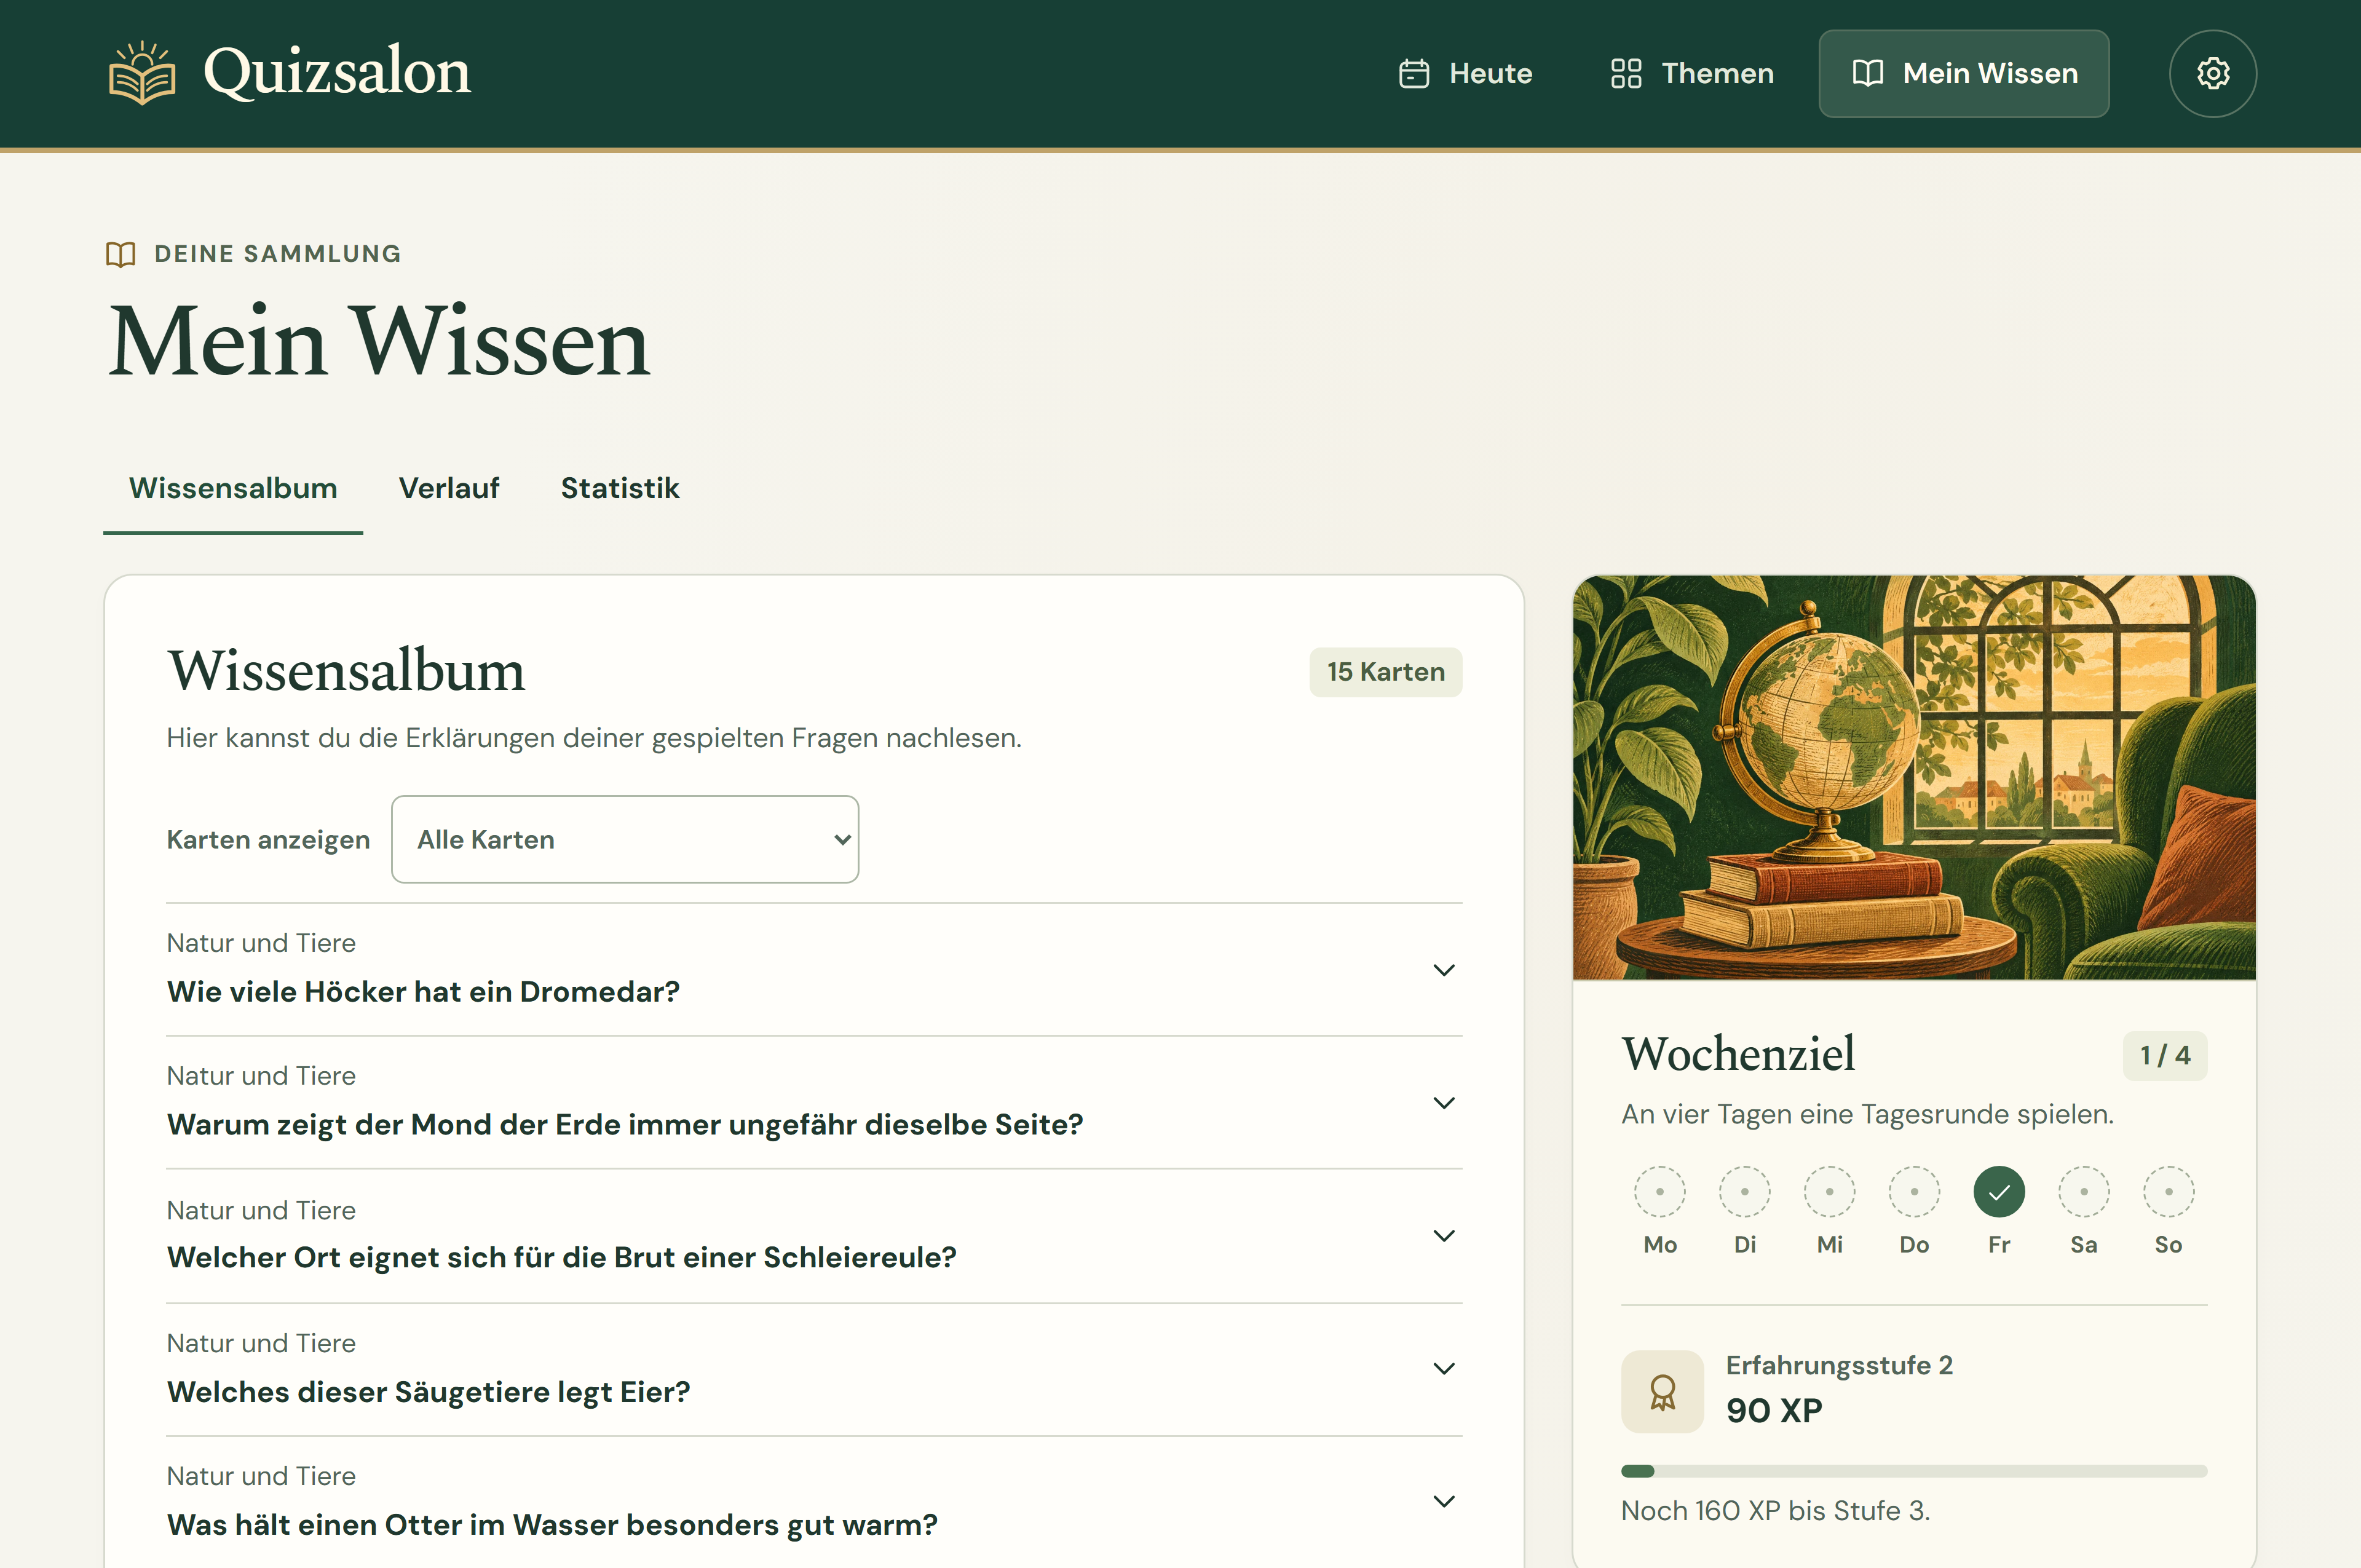 Quizsalon
Heute
Themen
Mein Wissen
DEINE SAMMLUNG
Mein Wissen
Wissensalbum
Verlauf
Statistik
Wissensalbum
15 Karten
Hier kannst du die Erklärungen deiner gespielten Fragen nachlesen.
Karten anzeigen
Alle Karten
Natur und Tiere
Wie viele Höcker hat ein Dromedar?
Natur und Tiere
Warum zeigt der Mond der Erde immer ungefähr dieselbe Seite?
Natur und Tiere
Welcher Ort eignet sich für die Brut einer Schleiereule?
Natur und Tiere
Welches dieser Säugetiere legt Eier?
Natur und Tiere
Was hält einen Otter im Wasser besonders gut warm?
Wochenziel
1 / 4
An vier Tagen eine Tagesrunde spielen.
Mo Di Mi Do Fr Sa So
Erfahrungsstufe 2
90 XP
Noch 160 XP bis Stufe 3.